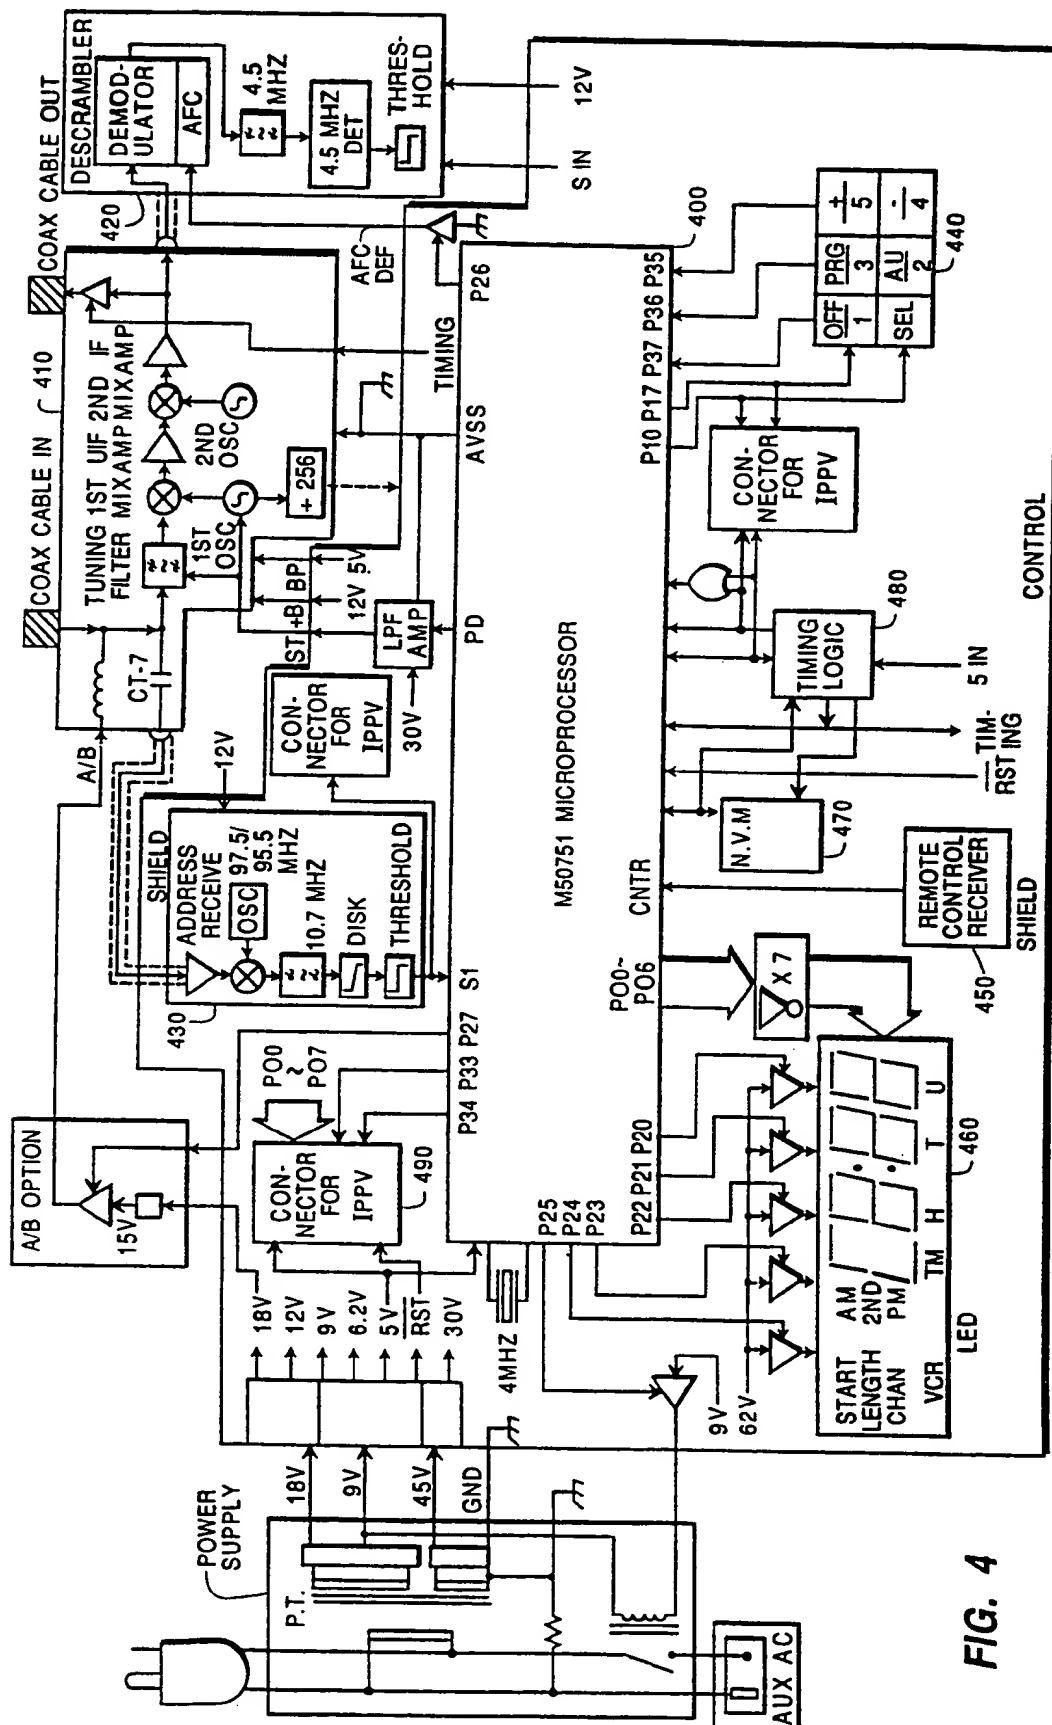 COAX CABLE IN
410
COAX CABLE OUT
TUNING 1ST UIF 2ND IF
FILTER MIXAMP MIXAMP
CT-7
A/B
1ST
OSC
2ND
OSC
÷ 256
ST +B BP
12V 5V
420
DESCRAMBLER
DEMOD-
ULATOR
AFC
4.5
MHZ
4.5 MHZ
DET
THRES-
HOLD
S IN
12V
AFC
DEF
A/B OPTION
15V
SHIELD
12V
ADDRESS
RECEIVE
OSC
97.5/
95.5
MHZ
10.7 MHZ
DISK
THRESHOLD
430
CON-
NECTOR
FOR
IPPV
30V
LPF
AMP
POWER
SUPPLY
P.T.
18V
9V
45V
GND
18V
12V
9V
6.2V
5V
RST
30V
CON-
NECTOR
FOR
IPPV
490
PO0
~
PO7
P34 P33 P27
S1
PD
AVSS
TIMING
P26
400
M50751 MICROPROCESSOR
4MHZ
P25
P24
P23
P22 P21 P20
PO0~
PO6
CNTR
P10 P17 P37 P36 P35
AUX AC
9V
62V
START
LENGTH
CHAN
VCR
AM
2ND
PM
TM
H
T
U
LED
460
X 7
REMOTE
CONTROL
RECEIVER
450
SHIELD
N.V.M
470
RST
TIM-
ING
TIMING
LOGIC
480
5 IN
CON-
NECTOR
FOR
IPPV
OFF
1
PRG
3
+
5
SEL
AU
2
-
4
440
CONTROL
FIG. 4